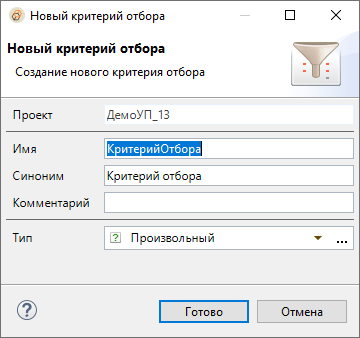 Новый критерий отбора
Новый критерий отбора
Создание нового критерия отбора
Проект ДемоУП_13
Имя КритерийОтбора
Синоним Критерий отбора
Комментарий
Тип ? Произвольный ...
? Готово Отмена